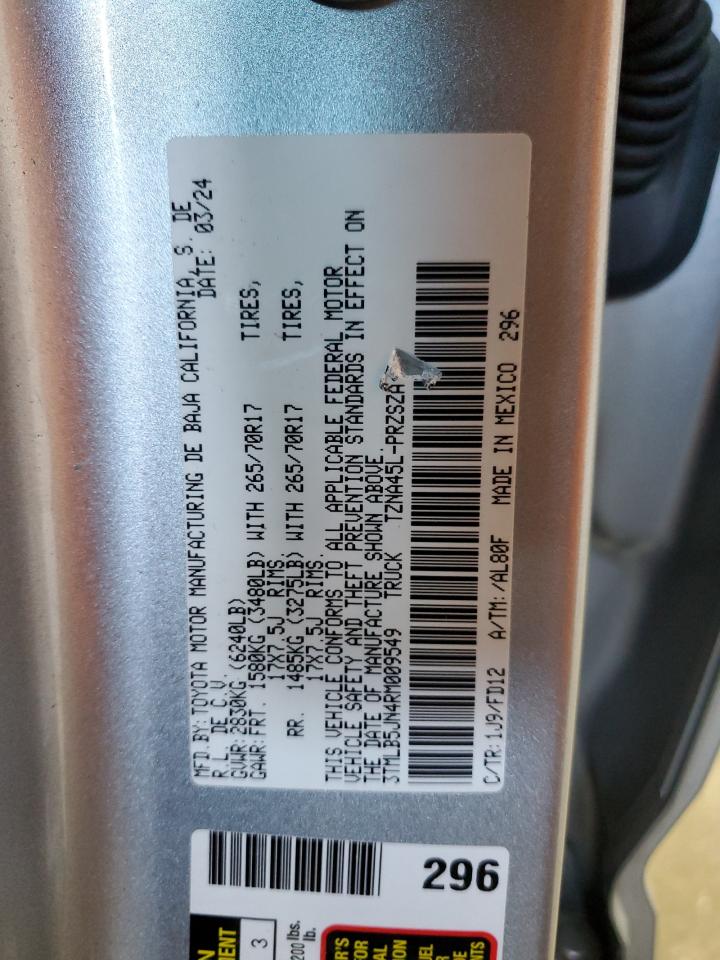 MFD.BY: TOYOTA MOTOR MANUFACTURING DE BAJA CALIFORNIA, S. DE
R.L. DE C.V. DATE: 03/24
GVWR: 2830KG (6240LB)
GAWR:FRT. 1580KG (3480LB) WITH 265/70R17 TIRES,
17X7.5J RIMS
RR. 1485KG (3275LB) WITH 265/70R17 TIRES,
17X7.5J RIMS
THIS VEHICLE CONFORMS TO ALL APPLICABLE FEDERAL MOTOR
VEHICLE SAFETY AND THEFT PREVENTION STANDARDS IN EFFECT ON
THE DATE OF MANUFACTURE SHOWN ABOVE.
3TMLB5JN4RM009549 TRUCK TZNA45L-PRZSZA
C/TR:1J9/FD12 A/TM:/AL80F MADE IN MEXICO 296
296
3
200 lbs.
lb.